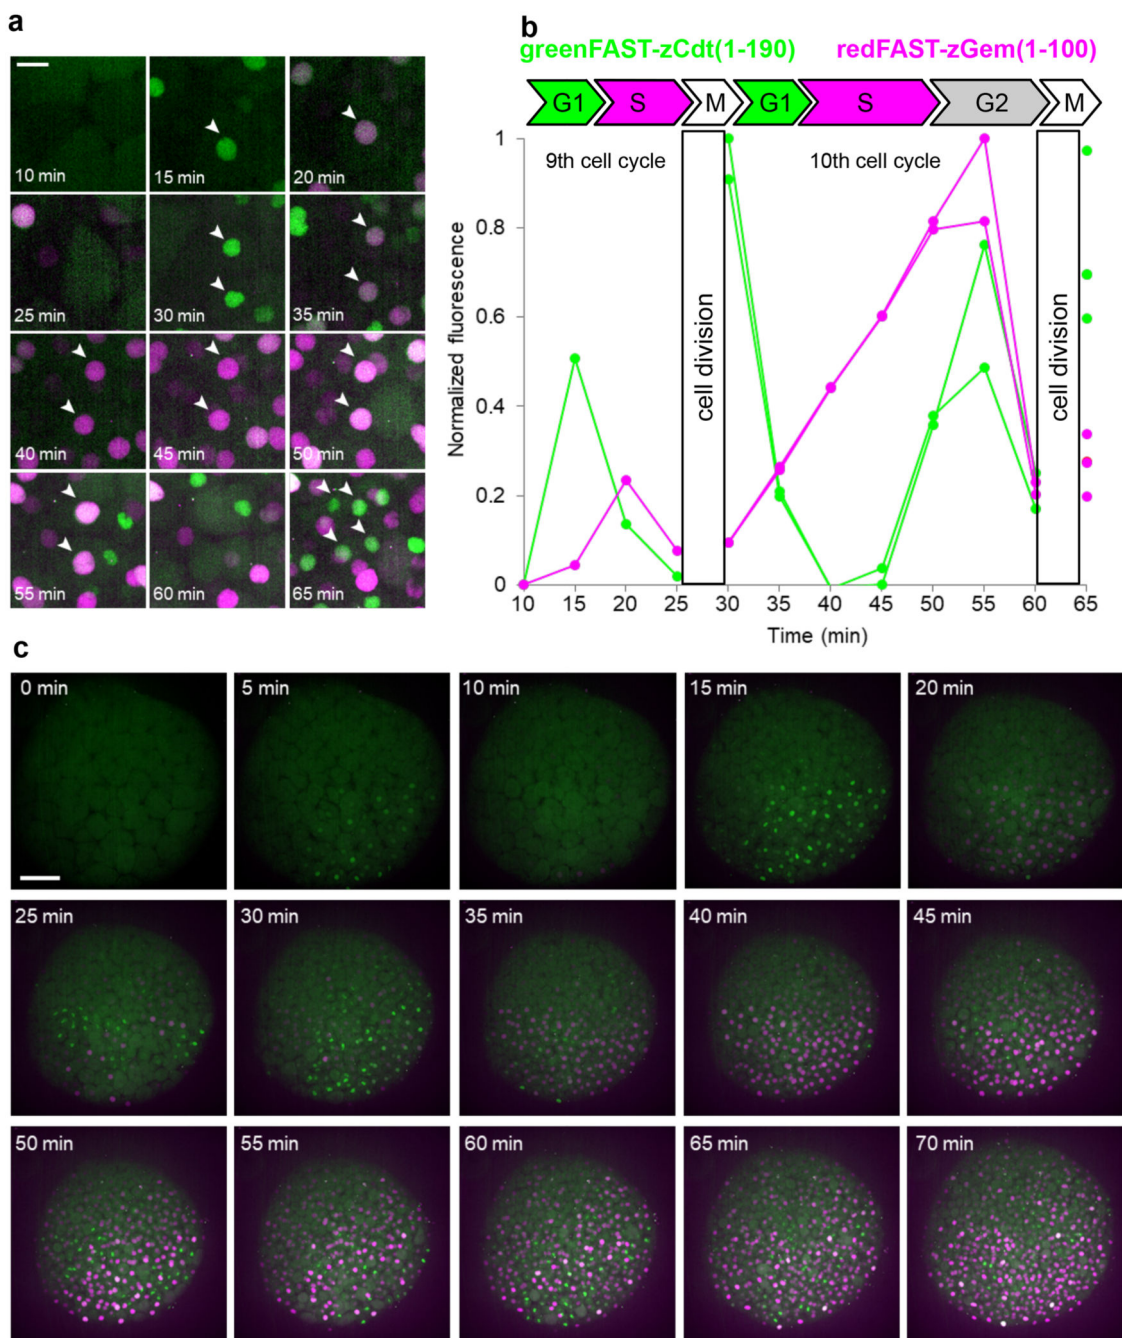 a
10 min
15 min
20 min
25 min
30 min
35 min
40 min
45 min
50 min
55 min
60 min
65 min
b
greenFAST-zCdt(1-190)
redFAST-zGem(1-100)
G1 S M G1 S G2 M
9th cell cycle
10th cell cycle
cell division
cell division
Normalized fluorescence
1
0.8
0.6
0.4
0.2
0
10 15 20 25 30 35 40 45 50 55 60 65
Time (min)
c
0 min
5 min
10 min
15 min
20 min
25 min
30 min
35 min
40 min
45 min
50 min
55 min
60 min
65 min
70 min